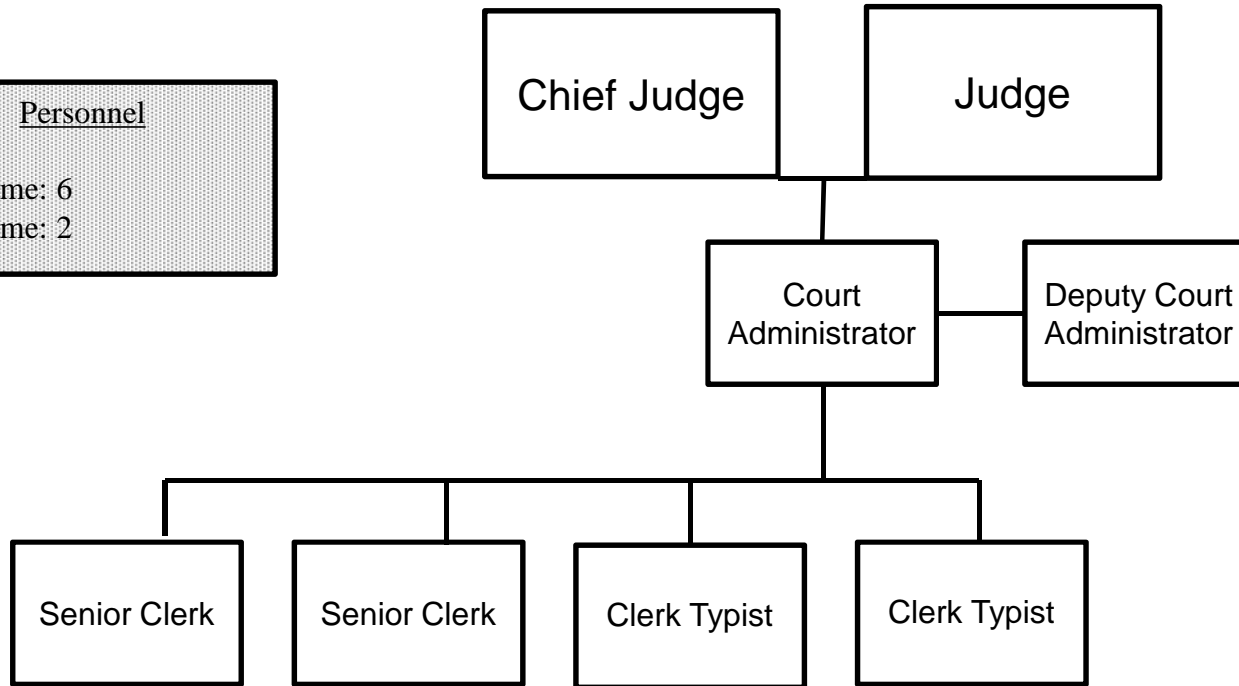 Chief Judge
Judge
Personnel
me: 6
me: 2
Court
Administrator
Deputy Court
Administrator
Senior Clerk
Senior Clerk
Clerk Typist
Clerk Typist